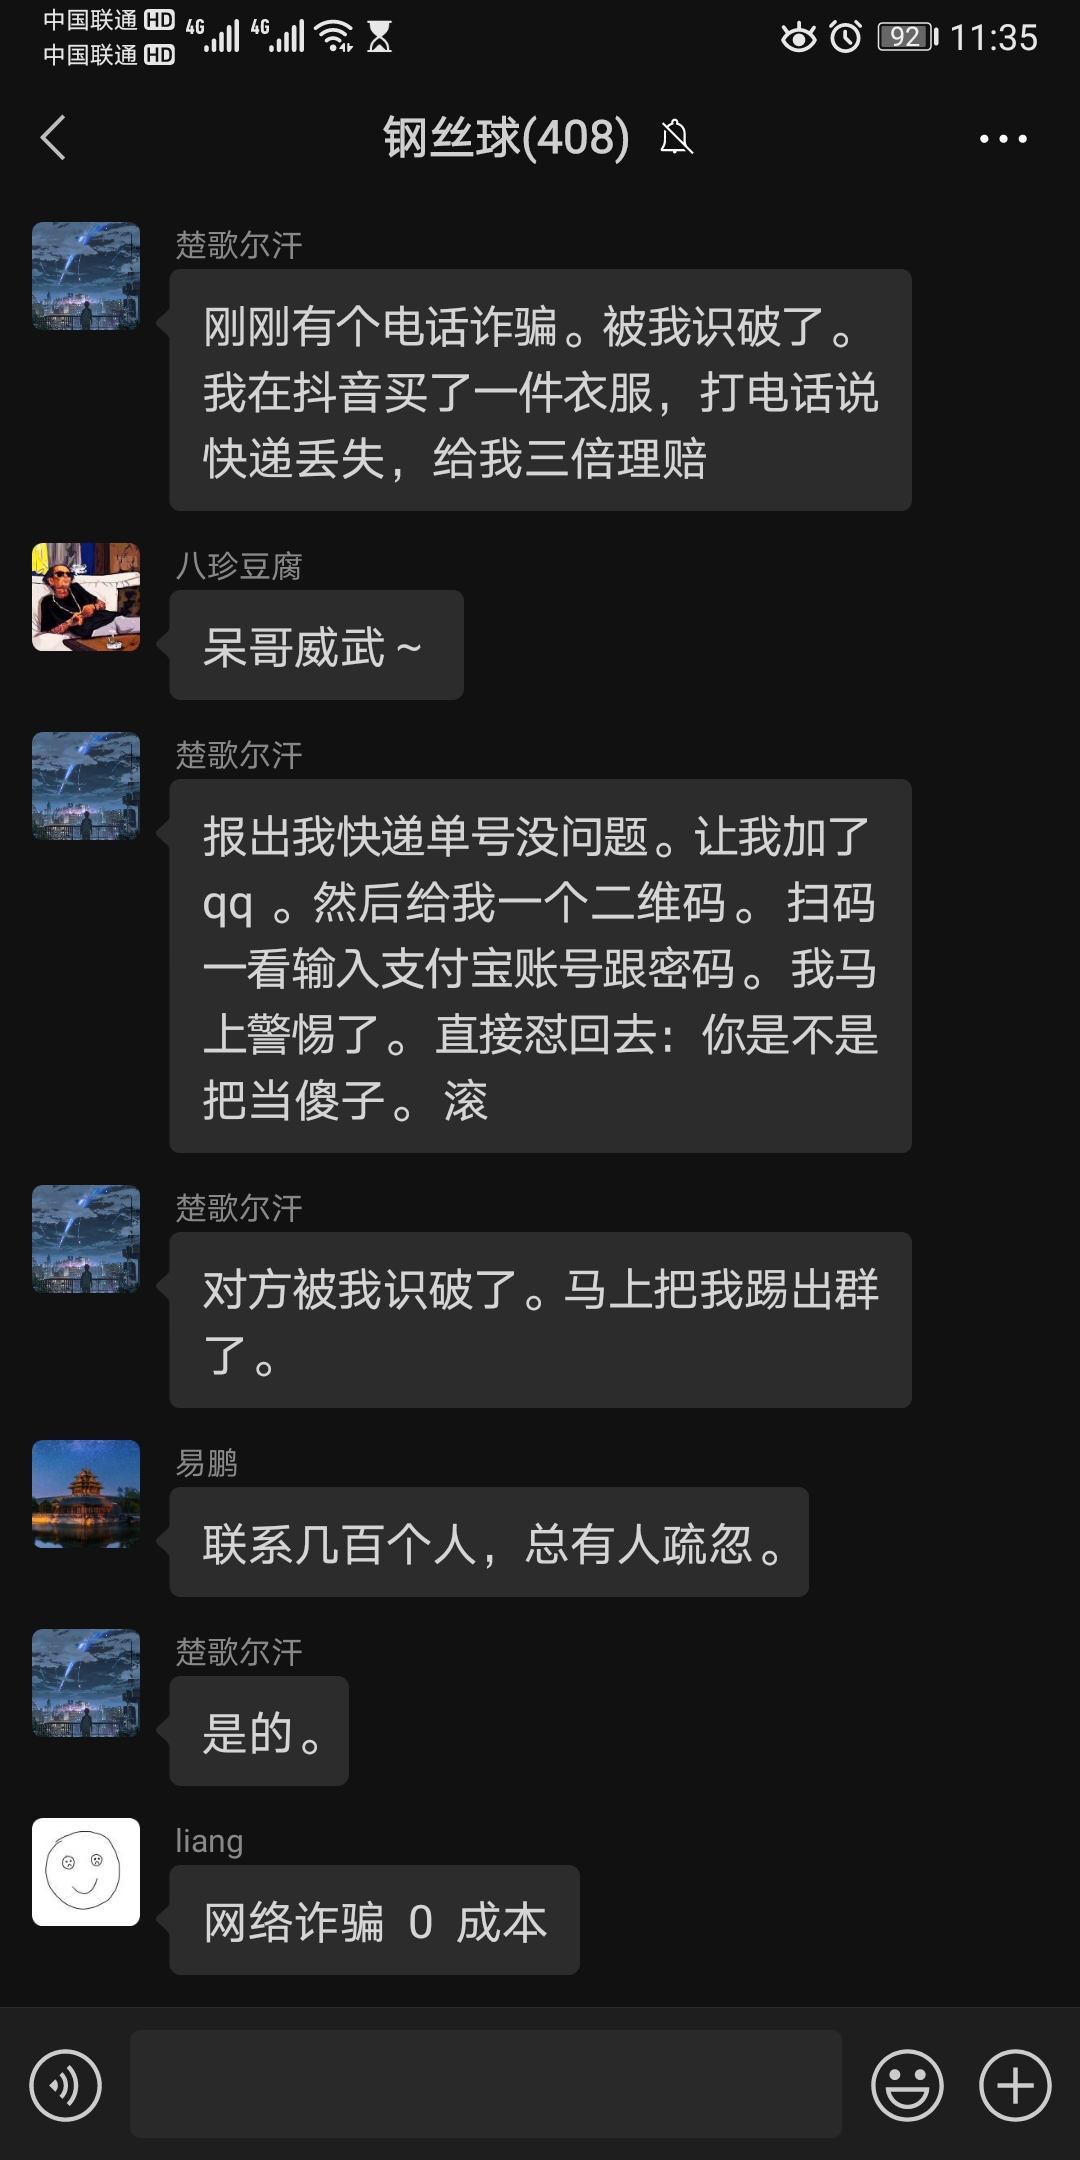 中国联通 HD 4G 4G 92 11:35
中国联通 HD
钢丝球(408)
楚歌尔汗
刚刚有个电话诈骗。被我识破了。
我在抖音买了一件衣服，打电话说
快递丢失，给我三倍理赔
八珍豆腐
呆哥威武~
楚歌尔汗
报出我快递单号没问题。让我加了
qq 。然后给我一个二维码。 扫码
一看输入支付宝账号跟密码。我马
上警惕了。 直接怼回去：你是不是
把当傻子。 滚
楚歌尔汗
对方被我识破了。马上把我踢出群
了。
易鹏
联系几百个人，总有人疏忽。
楚歌尔汗
是的。
liang
网络诈骗 0 成本